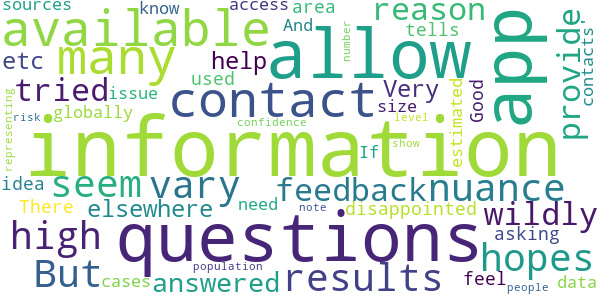 sources know access area reason
available And tells provide
etc many help allow app contacts'
tried issue used number
globally contact Very size Good estimated
representing risk confidence level
information
If show
idea seem vary feedback nuance
There elsewhere need disappointed wildly
high questions asking
But population note hopes
cases answered results feel people data